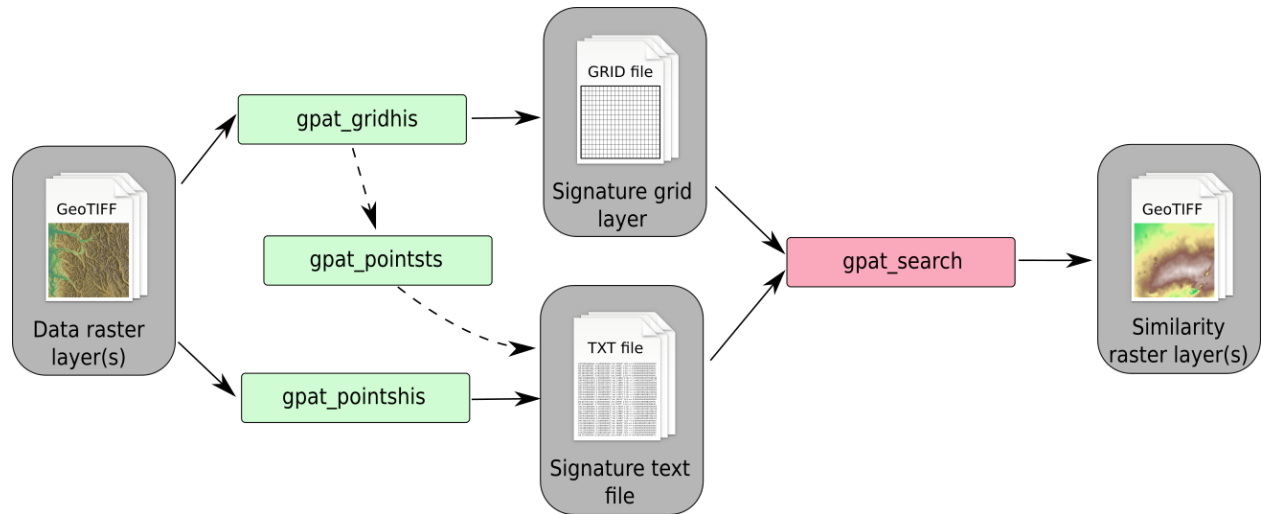 GeoTIFF
Data raster
layer(s)
gpat_gridhis
gpat_pointsts
gpat_pointshis
GRID file
Signature grid
layer
TXT file
Signature text
file
gpat_search
GeoTIFF
Similarity
raster layer(s)